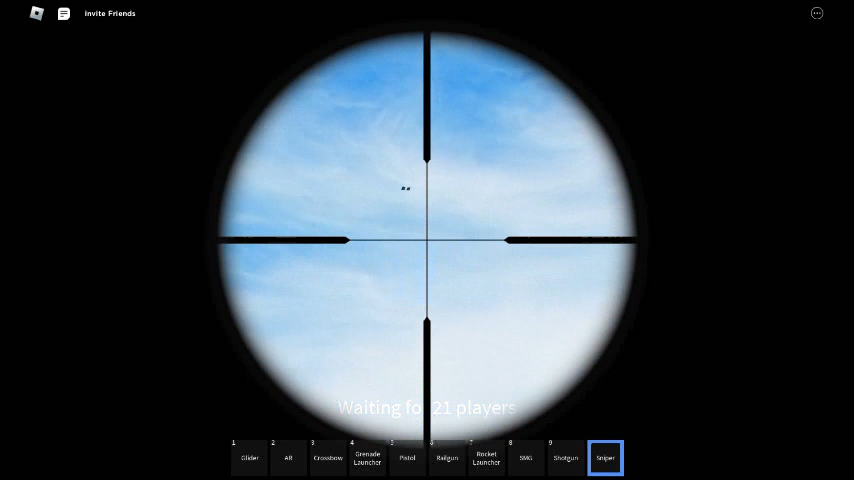 Invite Friends
Waiting for 21 players
1 2 3 4 5 6 7 8 9
Glider AR Crossbow Grenade Launcher Pistol Railgun Rocket Launcher SMG Shotgun Sniper